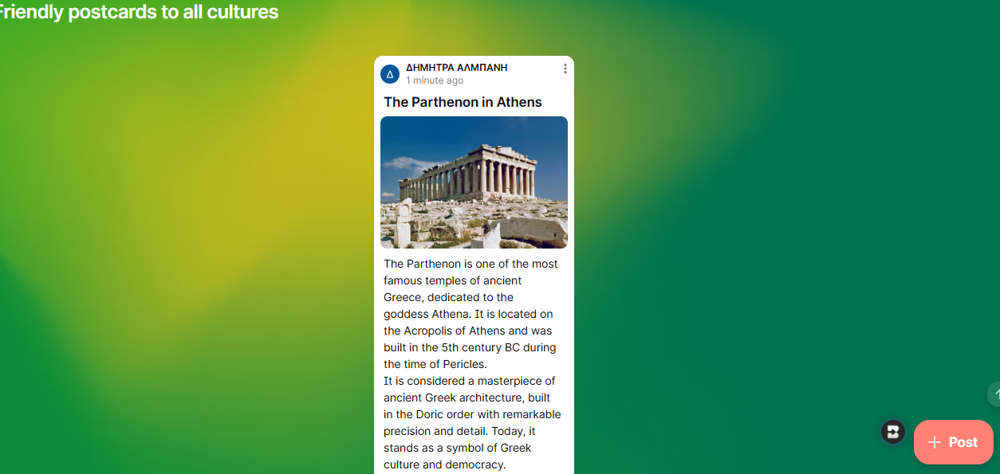 Friendly postcards to all cultures
Δ
ΔΗΜΗΤΡΑ ΑΛΜΠΑΝΗ
1 minute ago
The Parthenon in Athens
The Parthenon is one of the most
famous temples of ancient
Greece, dedicated to the
goddess Athena. It is located on
the Acropolis of Athens and was
built in the 5th century BC during
the time of Pericles.
It is considered a masterpiece of
ancient Greek architecture, built
in the Doric order with remarkable
precision and detail. Today, it
stands as a symbol of Greek
culture and democracy.
+ Post